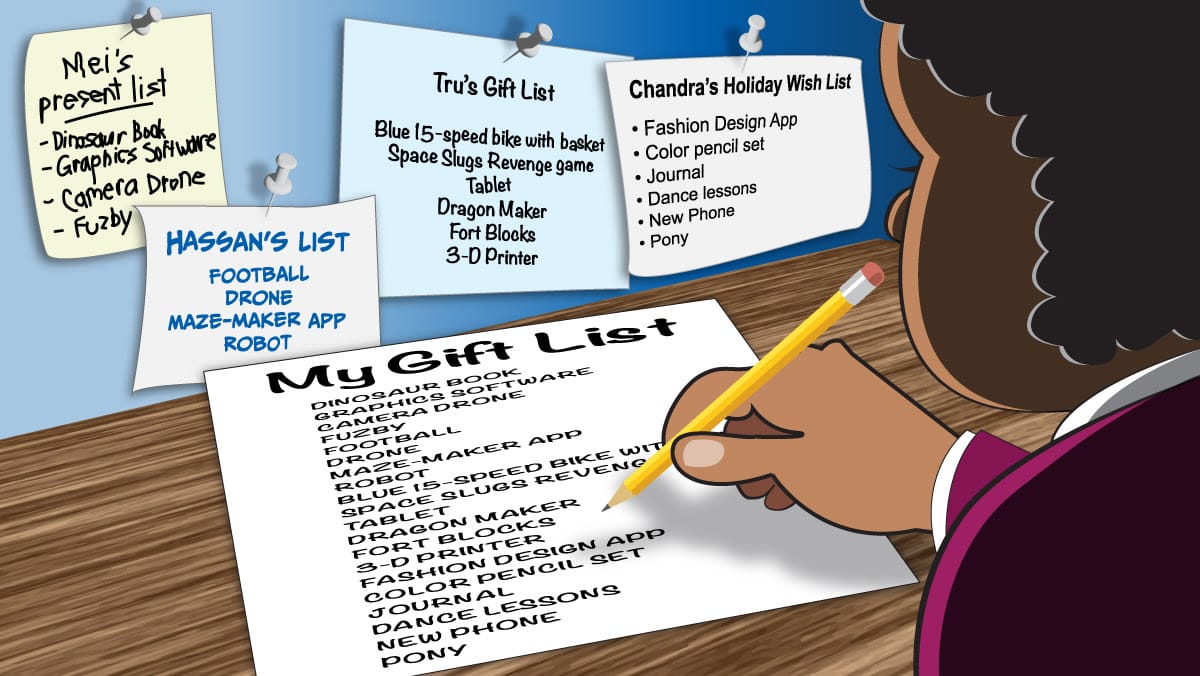 Mei's
present list
- Dinosaur Book
- Graphics Software
- Camera Drone
- Fuzby
HASSAN'S LIST
FOOTBALL
DRONE
MAZE-MAKER APP
ROBOT
Tru's Gift List
Blue 15-speed bike with basket
Space Slugs Revenge game
Tablet
Dragon Maker
Fort Blocks
3-D Printer
Chandra's Holiday Wish List
• Fashion Design App
• Color pencil set
• Journal
• Dance lessons
• New Phone
• Pony
My Gift List
DINOSAUR BOOK
GRAPHICS SOFTWARE
CAMERA DRONE
FUZBY
FOOTBALL
DRONE
MAZE-MAKER APP
ROBOT
BLUE 15-SPEED BIKE WIT
SPACE SLUGS REVENG
TABLET
DRAGON MAKER
FORT BLOCKS
3-D PRINTER
FASHION DESIGN APP
COLOR PENCIL SET
JOURNAL
DANCE LESSONS
NEW PHONE
PONY